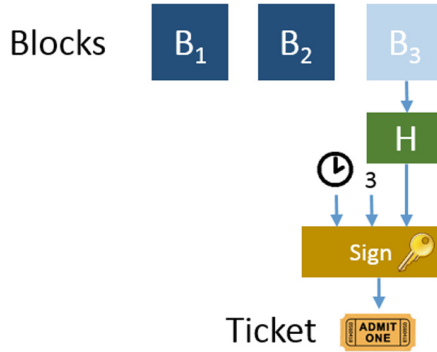 Blocks B₁ B₂ B₃
H
3
Sign
Ticket ADMIT
ONE